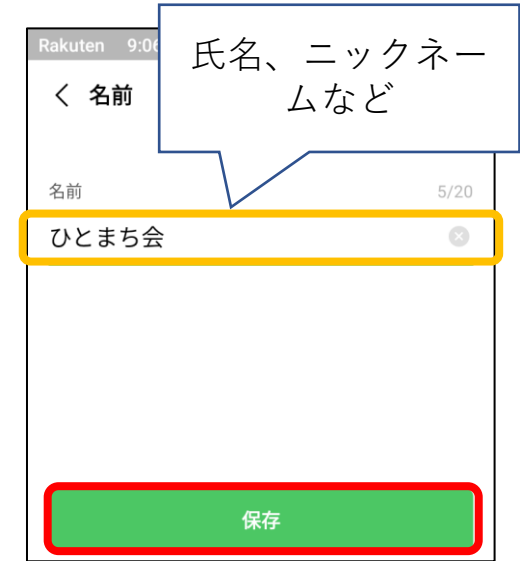 Rakuten 9:06
氏名、ニックネー
ムなど
名前
名前 5/20
ひとまち会
保存